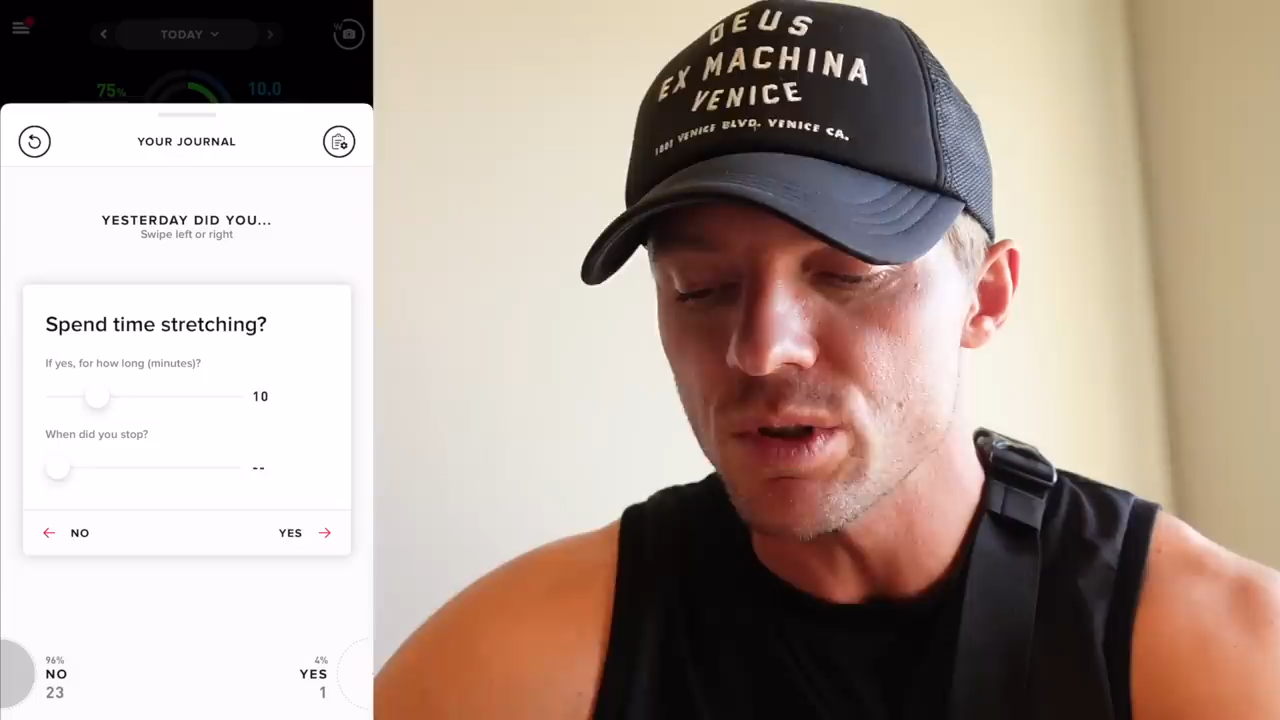 TODAY
W
75%
10.0
YOUR JOURNAL
YESTERDAY DID YOU...
Swipe left or right
Spend time stretching?
If yes, for how long (minutes)?
10
When did you stop?
--
NO
YES
96%
NO
23
4%
YES
1
DEUS
EX MACHINA
VENICE
1001 VENICE BLVD. VENICE CA.